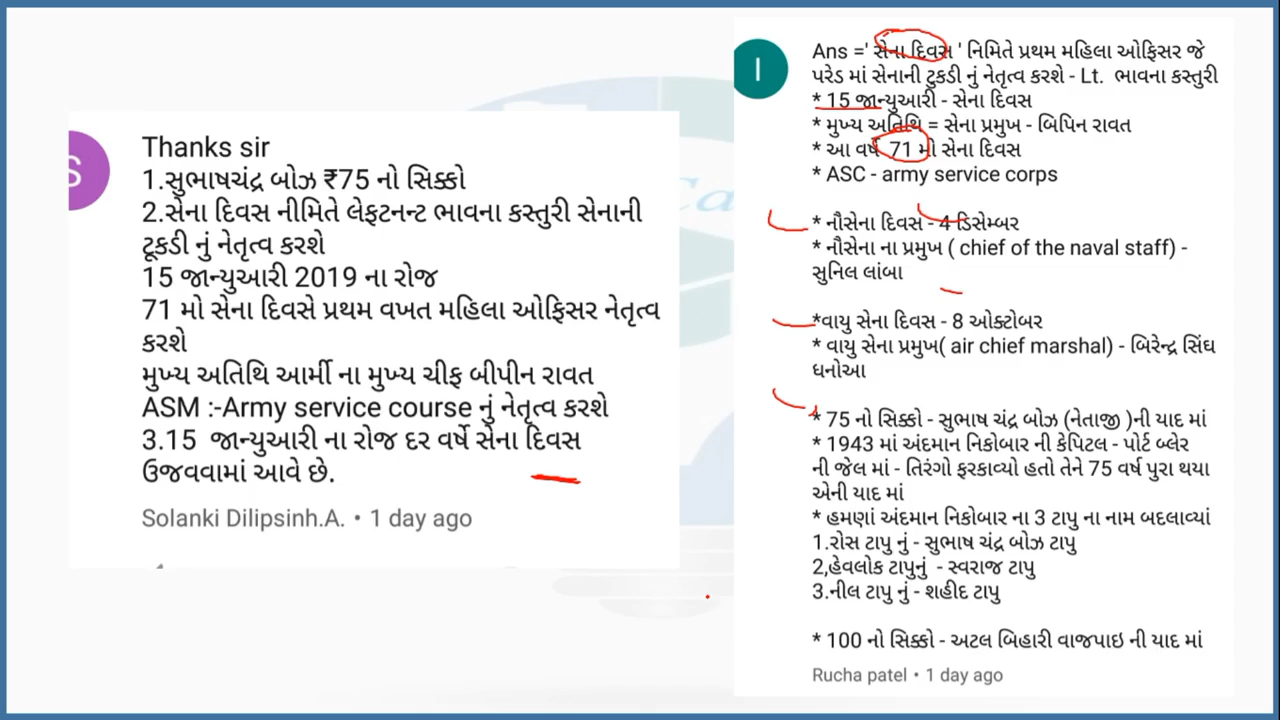 S
Thanks sir
1.સુભાષચંદ્ર બોઝ ₹75 નો સિક્કો
2.સેના દિવસ નીમિતે લેફટનન્ટ ભાવના કસ્તુરી સેનાની
ટૂકડી નું નેતૃત્વ કરશે
15 જાન્યુઆરી 2019 ના રોજ
71 મો સેના દિવસે પ્રથમ વખત મહિલા ઓફિસર નેતૃત્વ
કરશે
મુખ્ય અતિથિ આર્મી ના મુખ્ય ચીફ બીપીન રાવત
ASM :-Army service course નું નેતૃત્વ કરશે
3.15 જાન્યુઆરી ના રોજ દર વર્ષે સેના દિવસ
ઉજવવામાં આવે છે.
Solanki Dilipsinh.A. • 1 day ago
I
Ans =' સેના દિવસ ' નિમિતે પ્રથમ મહિલા ઓફિસર જે
પરેડ માં સેનાની ટુકડી નું નેતૃત્વ કરશે - Lt. ભાવના કસ્તુરી
* 15 જાન્યુઆરી - સેના દિવસ
* મુખ્ય અતિથિ = સેના પ્રમુખ - બિપિન રાવત
* આ વર્ષે 71 મો સેના દિવસ
* ASC - army service corps
* નૌસેના દિવસ - 4 ડિસેમ્બર
* નૌસેના ના પ્રમુખ ( chief of the naval staff) -
સુનિલ લાંબા
*વાયુ સેના દિવસ - 8 ઓક્ટોબર
* વાયુ સેના પ્રમુખ( air chief marshal) - બિરેન્દ્ર સિંઘ
ધનોઆ
* 75 નો સિક્કો - સુભાષ ચંદ્ર બોઝ (નેતાજી )ની યાદ માં
* 1943 માં અંદમાન નિકોબાર ની કેપિટલ - પોર્ટ બ્લેર
ની જેલ માં - તિરંગો ફરકાવ્યો હતો તેને 75 વર્ષ પુરા થયા
એની યાદ માં
* હમણાં અંદમાન નિકોબાર ના 3 ટાપુ ના નામ બદલાવ્યાં
1.રોસ ટાપુ નું - સુભાષ ચંદ્ર બોઝ ટાપુ
2,હેવલોક ટાપુનું - સ્વરાજ ટાપુ
3.નીલ ટાપુ નું - શહીદ ટાપુ
* 100 નો સિક્કો - અટલ બિહારી વાજપાઇ ની યાદ માં
Rucha patel • 1 day ago